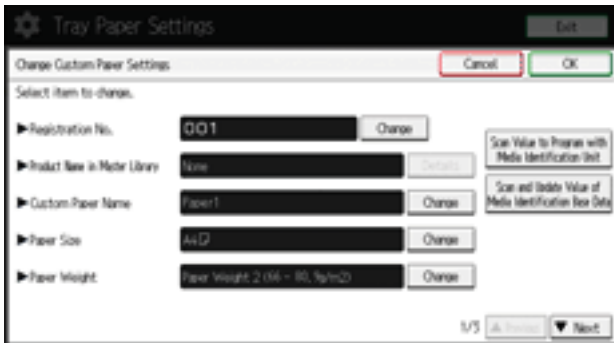 Tray Paper Settings
Exit
Change Custom Paper Settings
Cancel
OK
Select item to change.
▶Registration No.
001
Change
▶Product Name in Master Library
None
Details
▶Custom Paper Name
Paper1
Change
▶Paper Size
A4
Change
▶Paper Weight
Paper Weight 2 (66 - 80.9g/m2)
Change
Scan Value to Program with
Media Identification Unit
Scan and Update Value of
Media Identification Base Data
1/3
▲ Previous
▼ Next